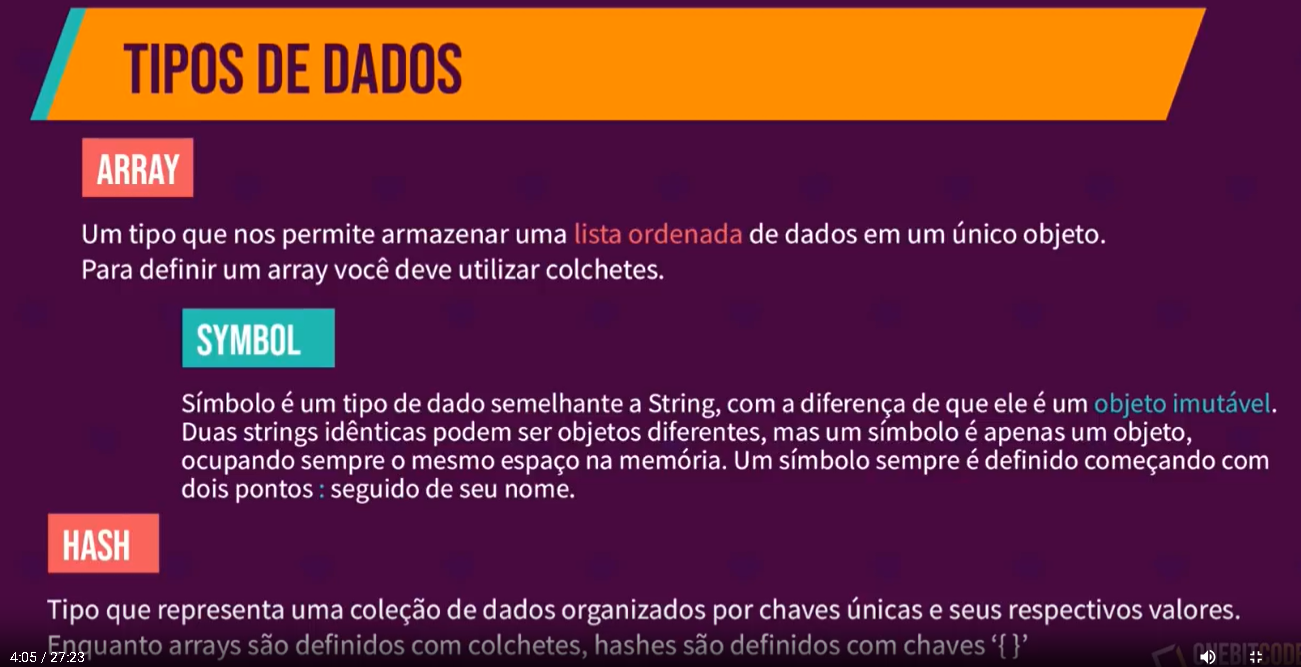 TIPOS DE DADOS
ARRAY
Um tipo que nos permite armazenar uma lista ordenada de dados em um único objeto.
Para definir um array você deve utilizar colchetes.
SYMBOL
Símbolo é um tipo de dado semelhante a String, com a diferença de que ele é um objeto imutável.
Duas strings idênticas podem ser objetos diferentes, mas um símbolo é apenas um objeto,
ocupando sempre o mesmo espaço na memória. Um símbolo sempre é definido começando com
dois pontos : seguido de seu nome.
HASH
Tipo que representa uma coleção de dados organizados por chaves únicas e seus respectivos valores.
Enquanto arrays são definidos com colchetes, hashes são definidos com chaves ‘{ }’
4:05 / 27:23
ONEBITCODE